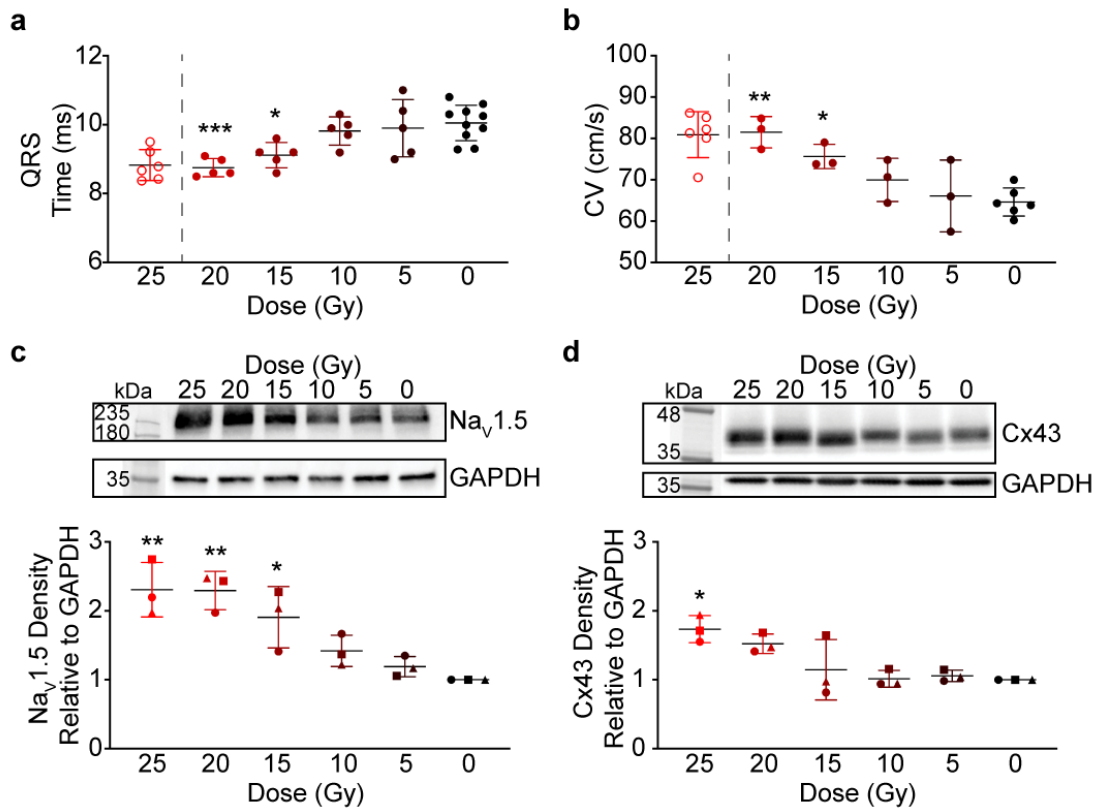 a
12
10
8
6
QRS
Time (ms)
***
*
25 20 15 10 5 0
Dose (Gy)
b
100
90
80
70
60
50
CV (cm/s)
**
*
25 20 15 10 5 0
Dose (Gy)
c
Dose (Gy)
kDa 25 20 15 10 5 0
235
180
Naᵥ1.5
35
GAPDH
3
2
1
0
Naᵥ1.5 Density
Relative to GAPDH
** ** *
25 20 15 10 5 0
Dose (Gy)
d
Dose (Gy)
kDa 25 20 15 10 5 0
48
35
Cx43
35
GAPDH
3
2
1
0
Cx43 Density
Relative to GAPDH
*
25 20 15 10 5 0
Dose (Gy)